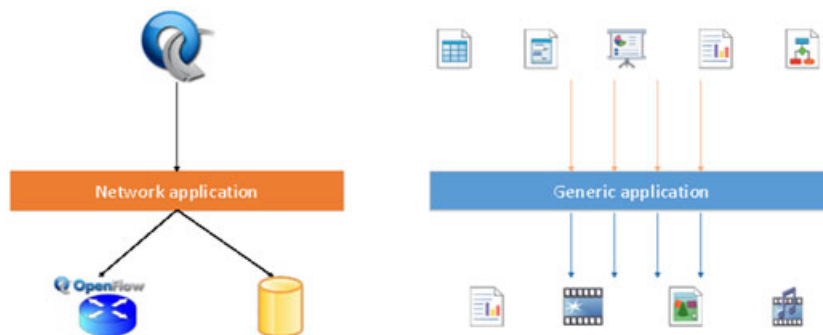 Network application
Generic application
OpenFlow